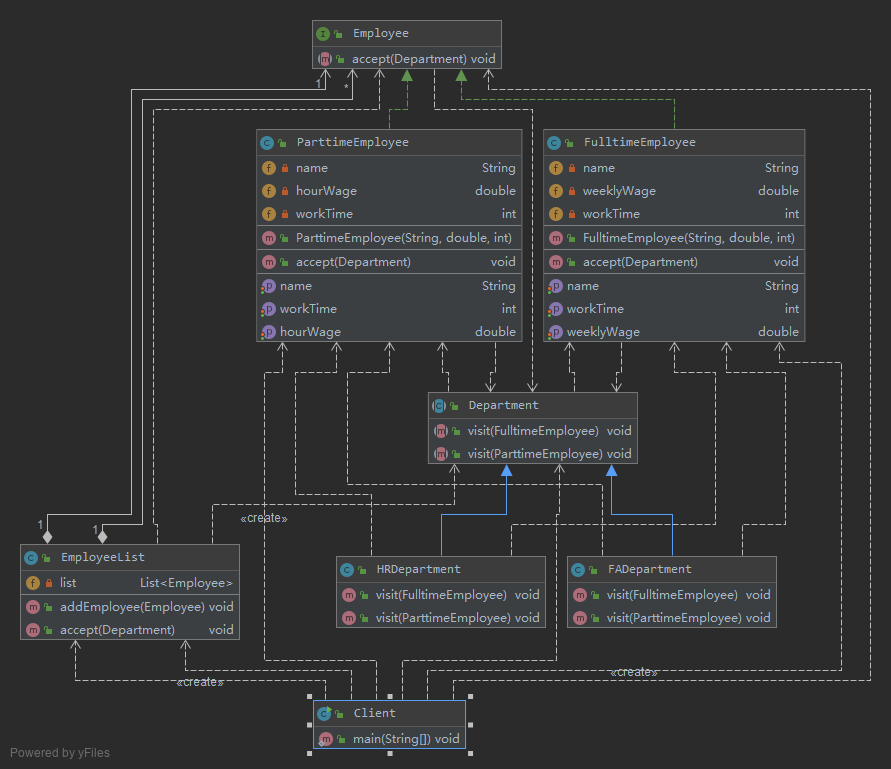 Employee
accept(Department) void
1
*
ParttimeEmployee
name String
hourWage double
workTime int
ParttimeEmployee(String, double, int)
accept(Department) void
name String
workTime int
hourWage double
FulltimeEmployee
name String
weeklyWage double
workTime int
FulltimeEmployee(String, double, int)
accept(Department) void
name String
workTime int
weeklyWage double
Department
visit(FulltimeEmployee) void
visit(ParttimeEmployee) void
«create»
1
1
EmployeeList
list List<Employee>
addEmployee(Employee) void
accept(Department) void
HRDepartment
visit(FulltimeEmployee) void
visit(ParttimeEmployee) void
FADepartment
visit(FulltimeEmployee) void
visit(ParttimeEmployee) void
«create»
«create»
Client
main(String[]) void
Powered by yFiles